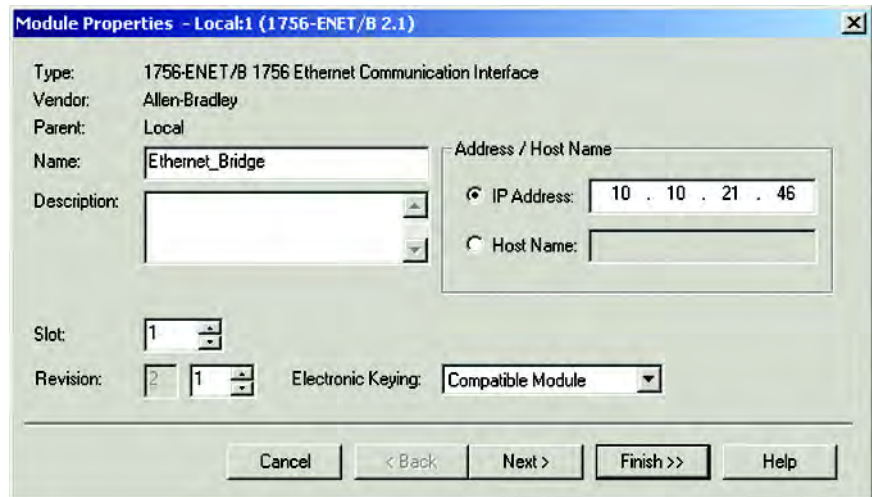 Module Properties - Local:1 (1756-ENET/B 2.1)
Type: 1756-ENET/B 1756 Ethernet Communication Interface
Vendor: Allen-Bradley
Parent: Local
Name: Ethernet_Bridge
Description:
Address / Host Name
IP Address: 10 . 10 . 21 . 46
Host Name:
Slot: 1
Revision: 2 1 Electronic Keying: Compatible Module
Cancel < Back Next > Finish >> Help